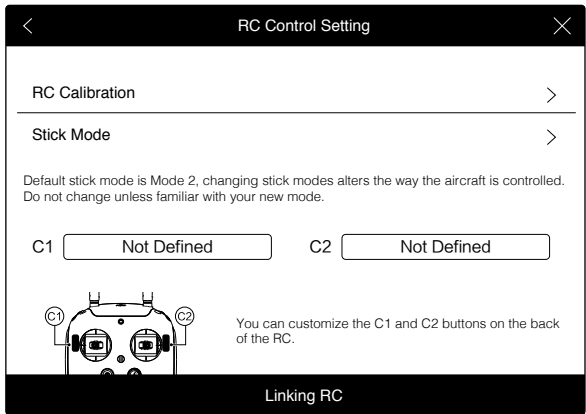 RC Control Setting
RC Calibration
Stick Mode
Default stick mode is Mode 2, changing stick modes alters the way the aircraft is controlled.
Do not change unless familiar with your new mode.
C1 Not Defined C2 Not Defined
C1 C2
You can customize the C1 and C2 buttons on the back
of the RC.
Linking RC